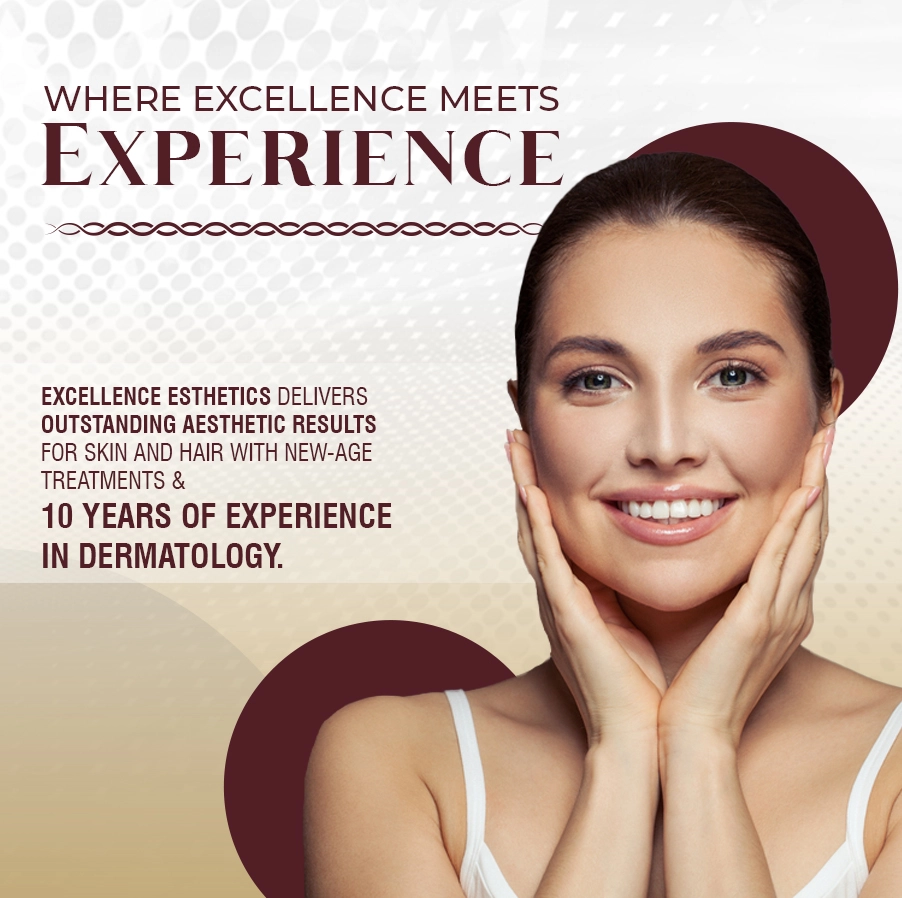 WHERE EXCELLENCE MEETS
EXPERIENCE
EXCELLENCE ESTHETICS DELIVERS
OUTSTANDING AESTHETIC RESULTS
FOR SKIN AND HAIR WITH NEW-AGE
TREATMENTS &
10 YEARS OF EXPERIENCE
IN DERMATOLOGY.